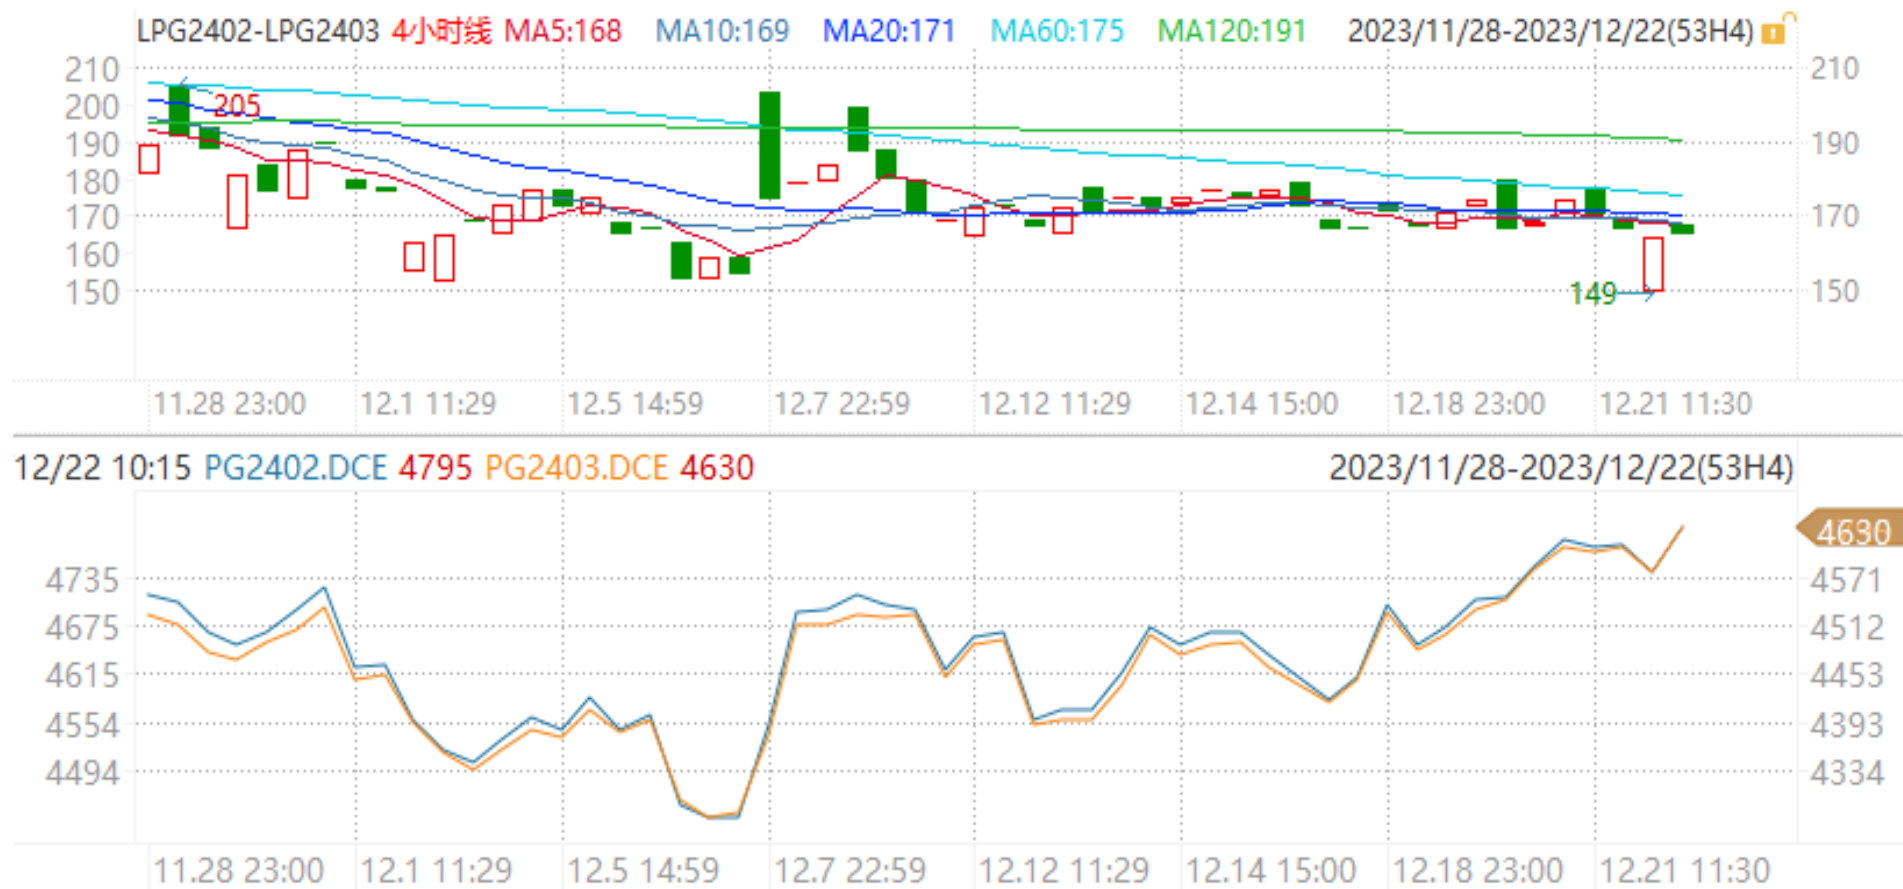 LPG2402-LPG2403 4小时线 MA5:168 MA10:169 MA20:171 MA60:175 MA120:191 2023/11/28-2023/12/22(53H4)
210 210
200 205
190 190
180
170 170
160
150 149 150
11.28 23:00 12.1 11:29 12.5 14:59 12.7 22:59 12.12 11:29 12.14 15:00 12.18 23:00 12.21 11:30
12/22 10:15 PG2402.DCE 4795 PG2403.DCE 4630 2023/11/28-2023/12/22(53H4)
4630
4735 4571
4675 4512
4615 4453
4554 4393
4494 4334
11.28 23:00 12.1 11:29 12.5 14:59 12.7 22:59 12.12 11:29 12.14 15:00 12.18 23:00 12.21 11:30